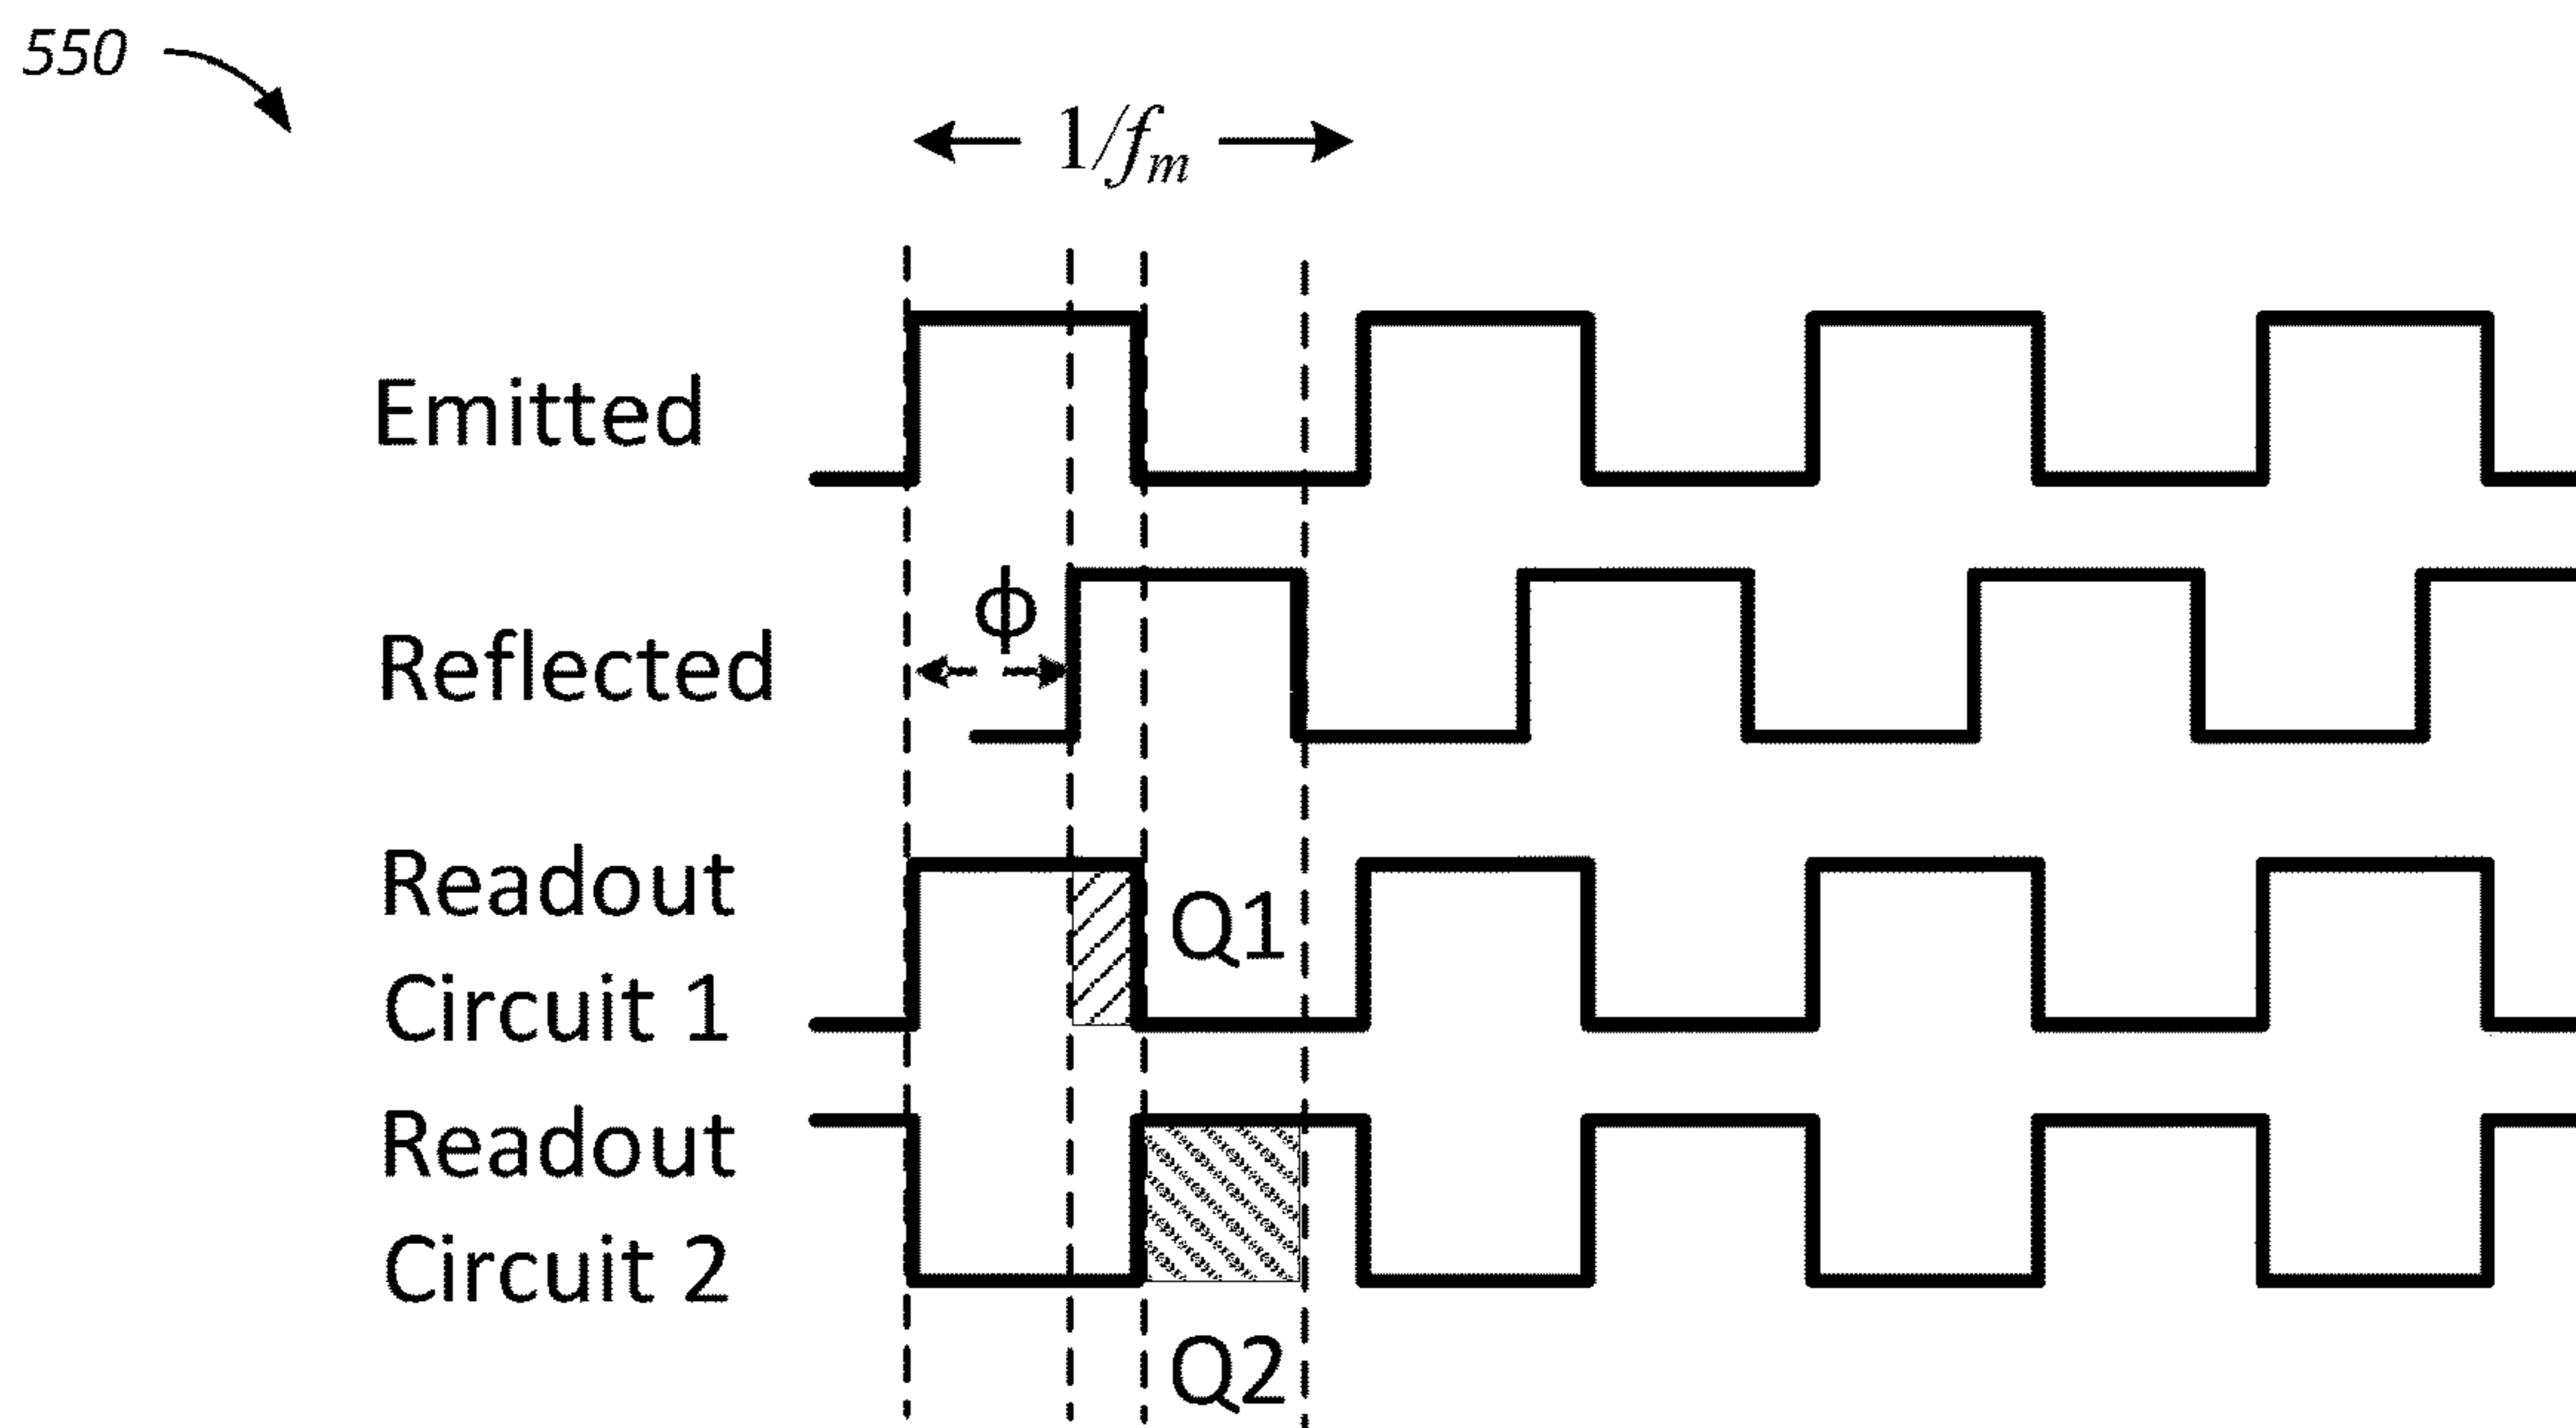 550
1/fm
Emitted
ϕ
Reflected
Readout
Circuit 1
Q1
Readout
Circuit 2
Q2